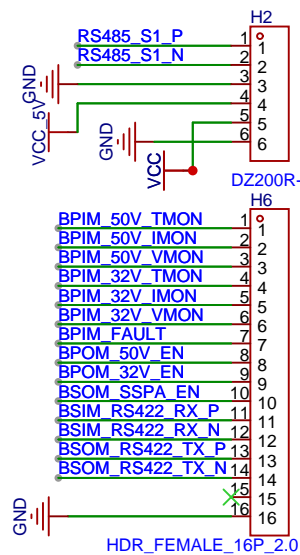 H2
RS485_S1_P 1 1
RS485_S1_N 2 2
GND 3 3
VCC_5V 4 4
5 5
GND 6 6
VCC
DZ200R-
H6
BPIM_50V_TMON 1 1
BPIM_50V_IMON 2 2
BPIM_50V_VMON 3 3
BPIM_32V_TMON 4 4
BPIM_32V_IMON 5 5
BPIM_32V_VMON 6 6
BPIM_FAULT 7 7
BPOM_50V_EN 8 8
BPOM_32V_EN 9 9
BSOM_SSPA_EN 10 10
BSIM_RS422_RX_P 11 11
BSIM_RS422_RX_N 12 12
BSOM_RS422_TX_P 13 13
BSOM_RS422_TX_N 14 14
15 15
GND 16 16
HDR_FEMALE_16P_2.0